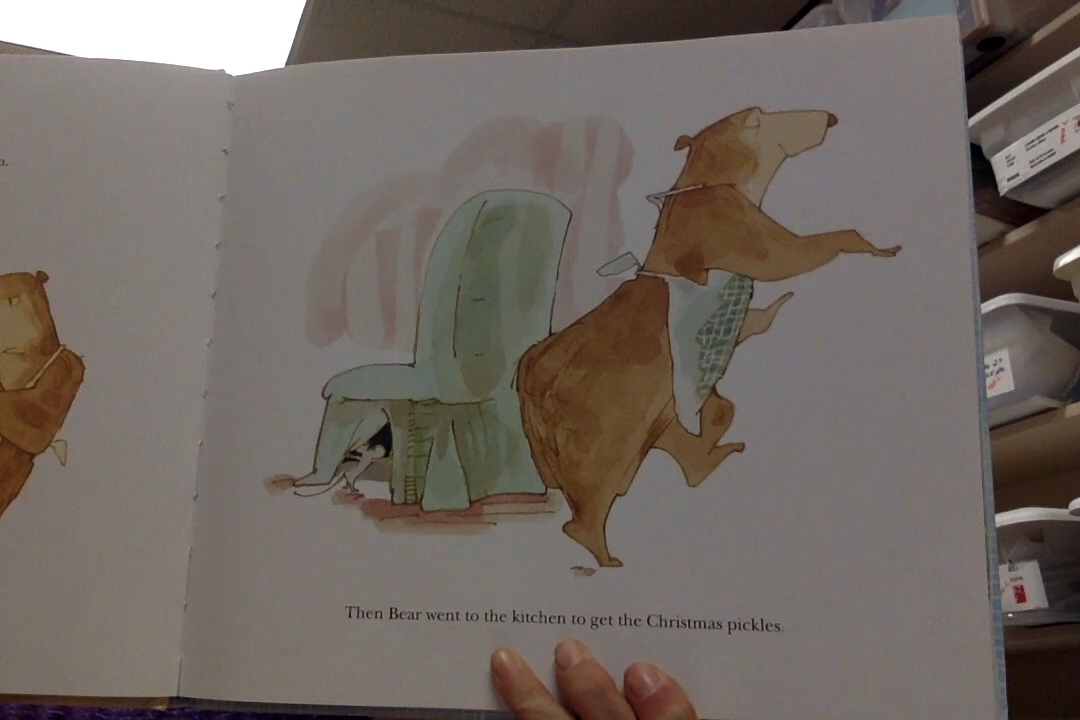 n.
Then Bear went to the kitchen to get the Christmas pickles.